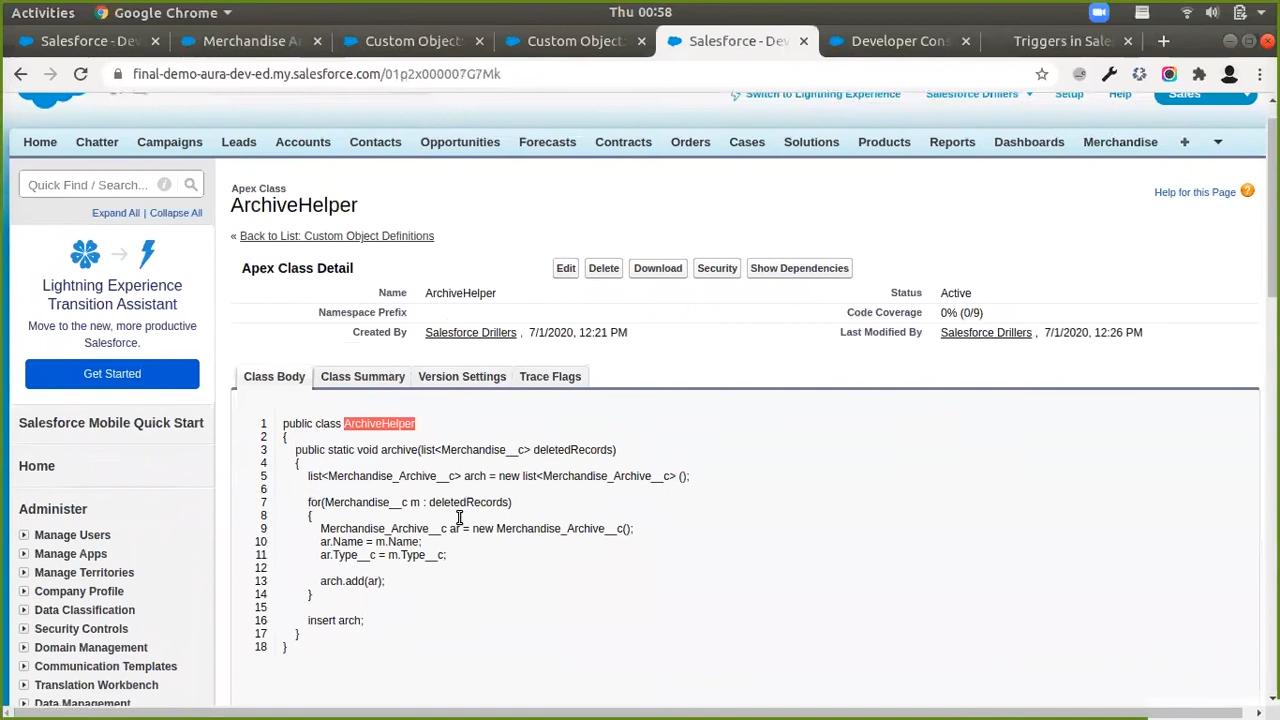 Activities
Google Chrome
Thu 00:58
Salesforce - Dev
Merchandise Ar
Custom Object
Custom Object:
Salesforce - Dev
Developer Cons
Triggers in Sale
final-demo-aura-dev-ed.my.salesforce.com/01p2x000007G7Mk
Switch to Lightning Experience
Salesforce Drillers
Setup
Help
Sales
Home
Chatter
Campaigns
Leads
Accounts
Contacts
Opportunities
Forecasts
Contracts
Orders
Cases
Solutions
Products
Reports
Dashboards
Merchandise
+
Quick Find / Search...
Expand All | Collapse All
Lightning Experience
Transition Assistant
Move to the new, more productive
Salesforce.
Get Started
Salesforce Mobile Quick Start
Home
Administer
Manage Users
Manage Apps
Manage Territories
Company Profile
Data Classification
Security Controls
Domain Management
Communication Templates
Translation Workbench
Data Management
Apex Class
ArchiveHelper
Help for this Page
« Back to List: Custom Object Definitions
Apex Class Detail
Edit
Delete
Download
Security
Show Dependencies
Name ArchiveHelper
Status Active
Namespace Prefix
Code Coverage 0% (0/9)
Created By Salesforce Drillers , 7/1/2020, 12:21 PM
Last Modified By Salesforce Drillers , 7/1/2020, 12:26 PM
Class Body
Class Summary
Version Settings
Trace Flags
1 public class ArchiveHelper
2 {
3 public static void archive(list<Merchandise__c> deletedRecords)
4 {
5 list<Merchandise_Archive__c> arch = new list<Merchandise_Archive__c> ();
6
7 for(Merchandise__c m : deletedRecords)
8 {
9 Merchandise_Archive__c ar = new Merchandise_Archive__c();
10 ar.Name = m.Name;
11 ar.Type__c = m.Type__c;
12
13 arch.add(ar);
14 }
15
16 insert arch;
17 }
18 }